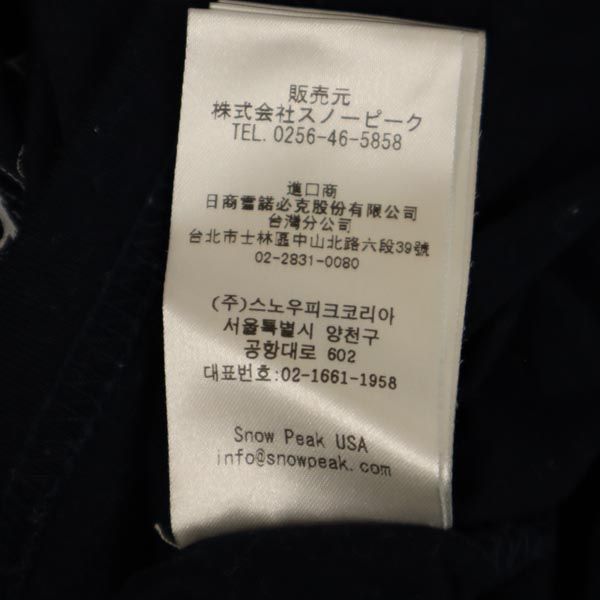 販売元
株式会社スノーピーク
TEL. 0256-46-5858
進口商
日商雪諾必克股份有限公司
台灣分公司
台北市士林區中山北路六段39號
02-2831-0080
(주)스노우피크코리아
서울특별시 양천구
공항대로 602
대표번호:02-1661-1958
Snow Peak USA
info@snowpeak.com